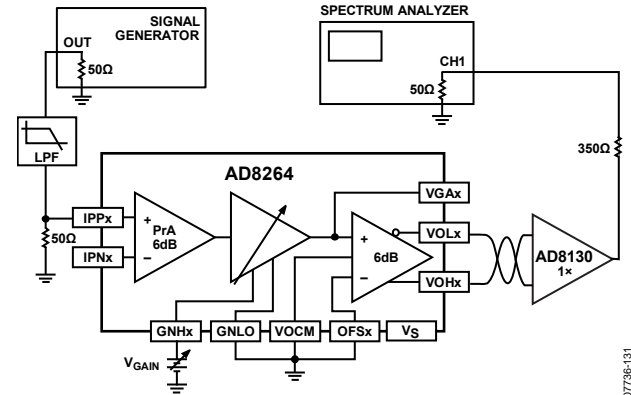 SIGNAL
GENERATOR
OUT
50Ω
SPECTRUM ANALYZER
CH1
50Ω
350Ω
LPF
50Ω
AD8264
IPPx
IPNx
+
−
PrA
6dB
+
−
6dB
VGAx
VOLx
VOHx
AD8130
1×
GNHx
GNLO
VOCM
OFSx
VS
VGAIN
07736-131